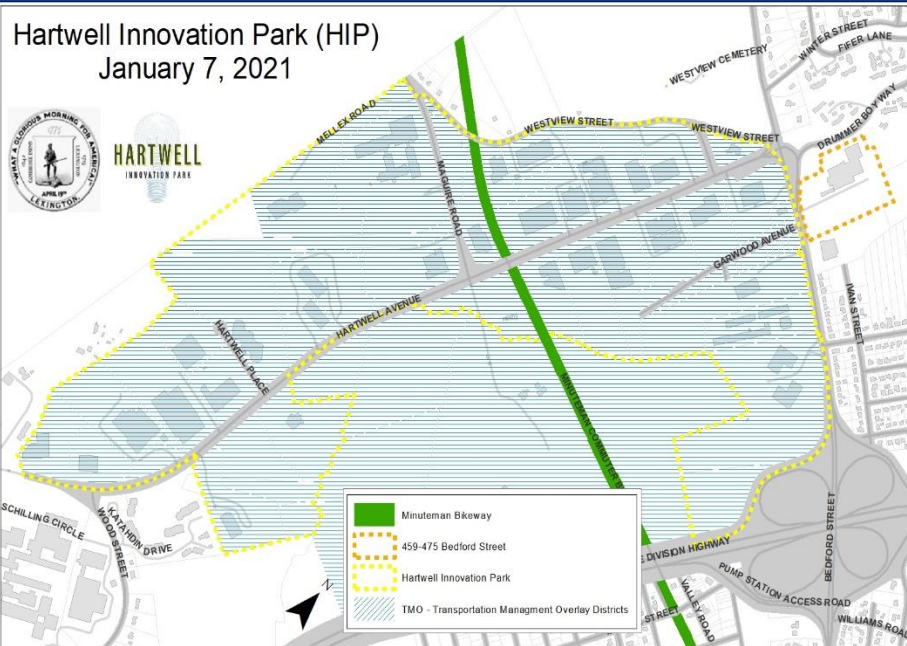 Hartwell Innovation Park (HIP)
January 7, 2021
"WHAT A GLORIOUS MORNING FOR AMERICA!"
1775
APRIL 19TH
LEXINGTON.
HARTWELL
INNOVATION PARK
WINTER STREET
FIFER LANE
WESTVIEW CEMETERY
MELLEX ROAD
WESTVIEW STREET
WESTVIEW STREET
DRUMMER BOY WAY
MAGUIRE ROAD
GARWOOD AVENUE
IVAN STREET
HARTWELL AVENUE
HARTWELL PLACE
MINUTEMAN COMMUTER B
SCHILLING CIRCLE
KATAHDIN DRIVE
WOOD STREET
BEDFORD STREET
E DIVISION HIGHWAY
PUMP STATION ACCESS ROAD
WILLIAMS ROAD
VALLEY ROAD
STREET
N
Minuteman Bikeway
459-475 Bedford Street
Hartwell Innovation Park
TMO - Transportation Managment Overlay Districts